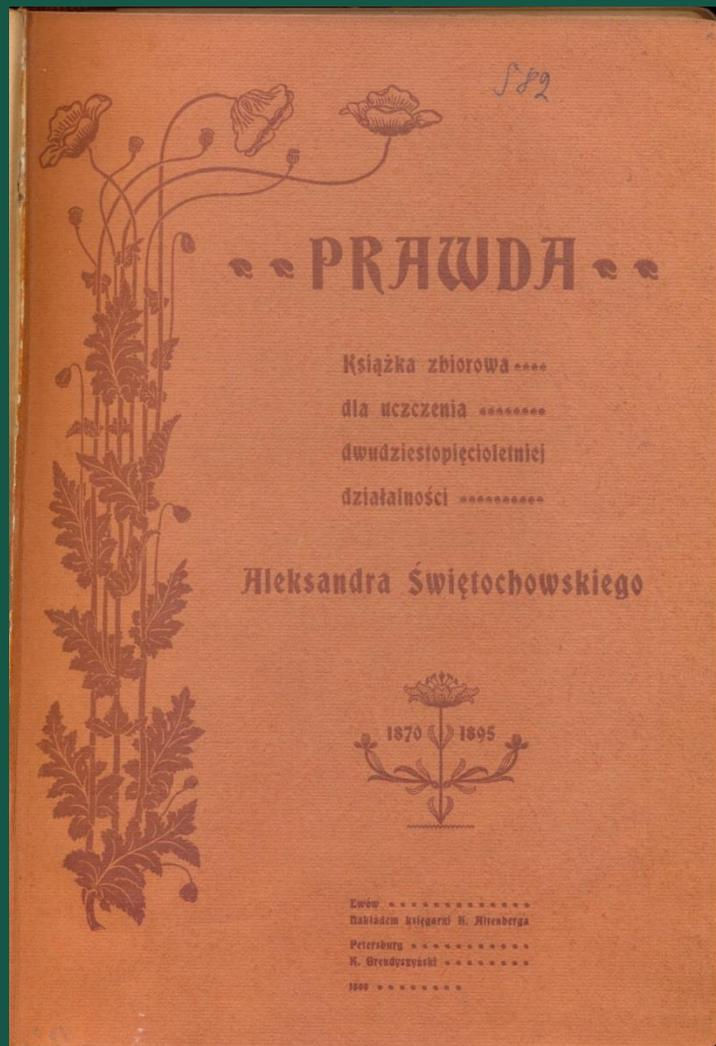 582
PRAWDA
Książka zbiorowa
dla uczczenia
dwudziestopięcioletniej
działalności
Aleksandra Świętochowskiego
1870 1895
Lwów
Nakładem księgarni H. Altenberga
Petersburg
K. Grendyszyński